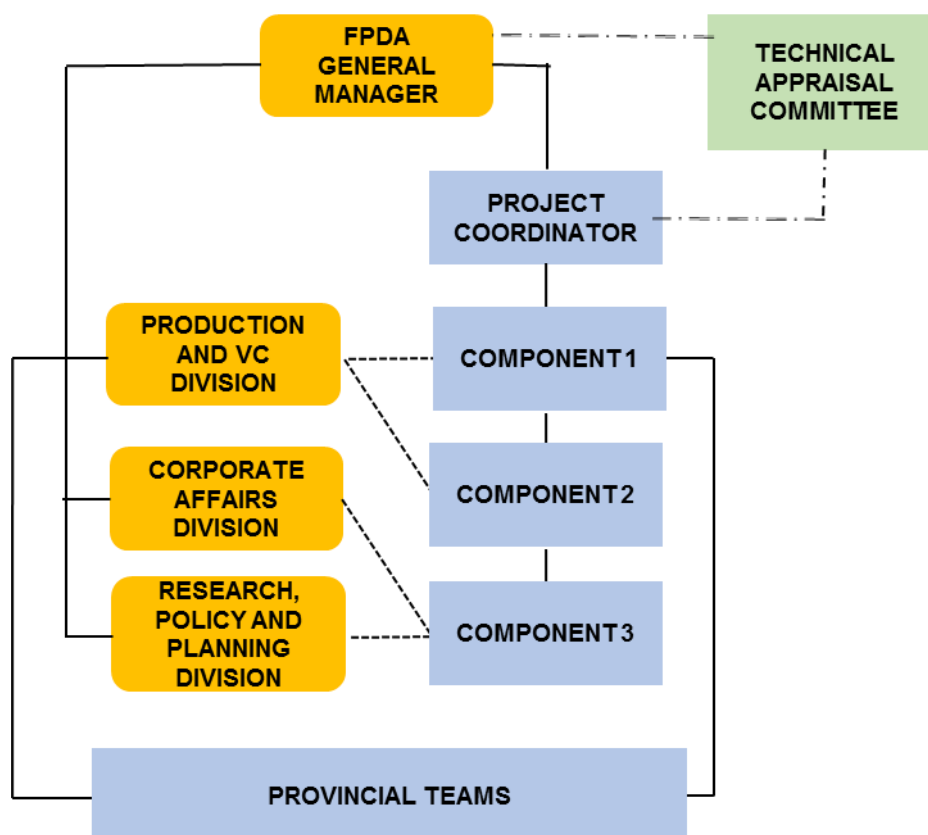 FPDA
GENERAL
MANAGER
TECHNICAL
APPRAISAL
COMMITTEE
PROJECT
COORDINATOR
PRODUCTION
AND VC
DIVISION
COMPONENT 1
CORPORATE
AFFAIRS
DIVISION
COMPONENT 2
RESEARCH,
POLICY AND
PLANNING
DIVISION
COMPONENT 3
PROVINCIAL TEAMS